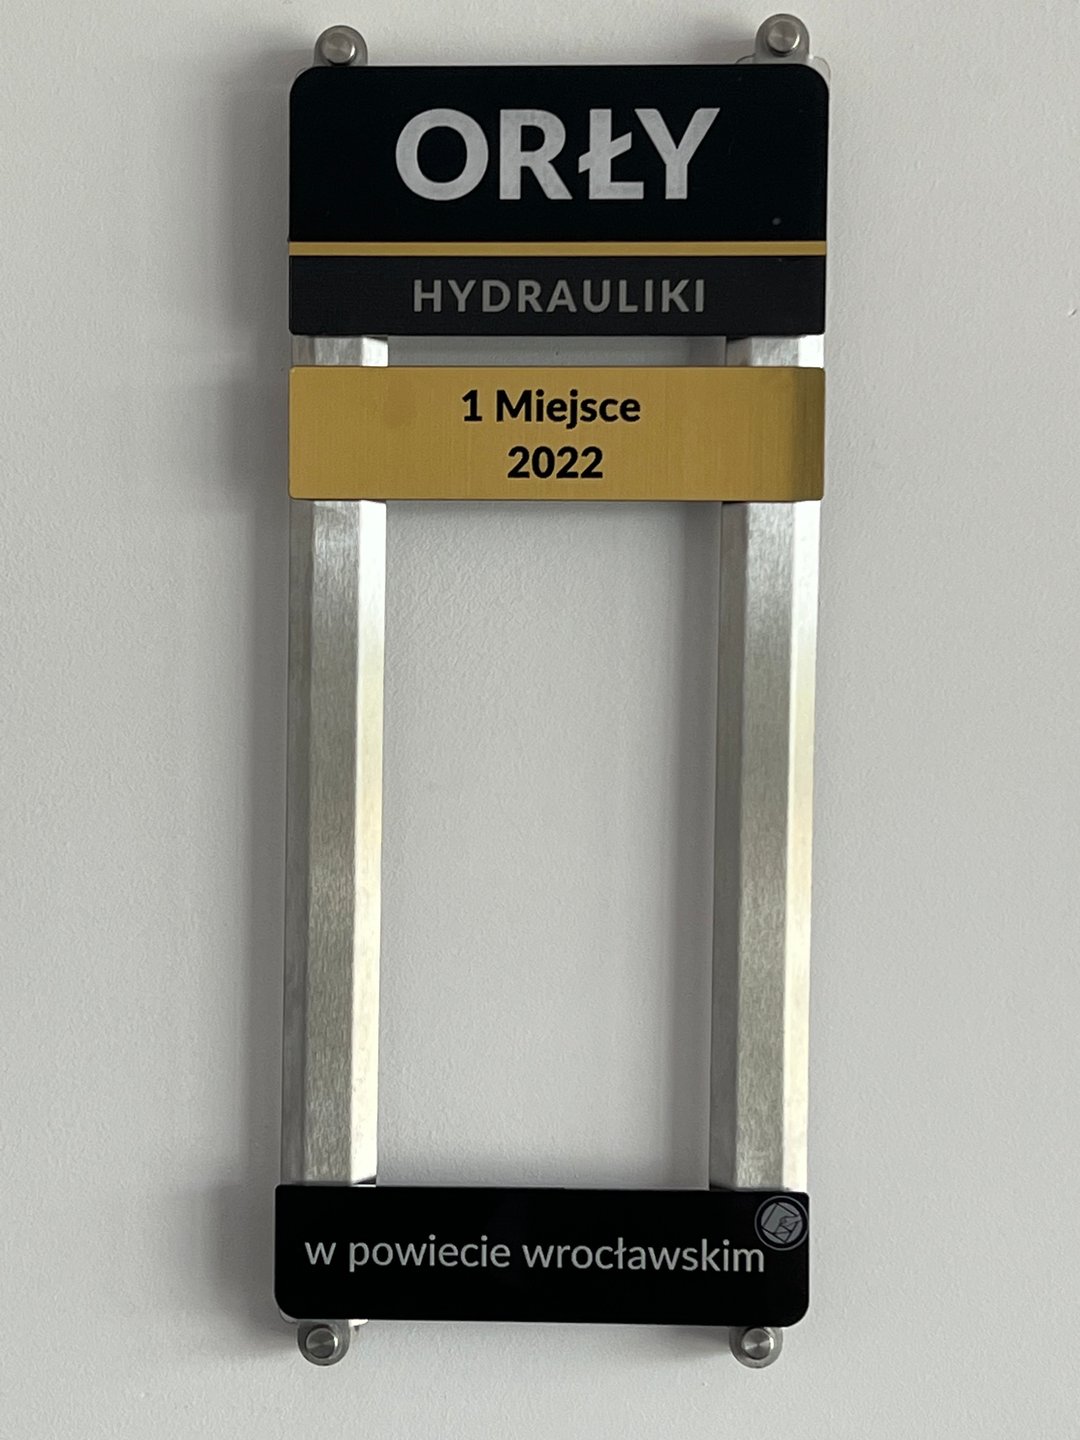 ORŁY
HYDRAULIKI
1 Miejsce
2022
w powiecie wrocławskim